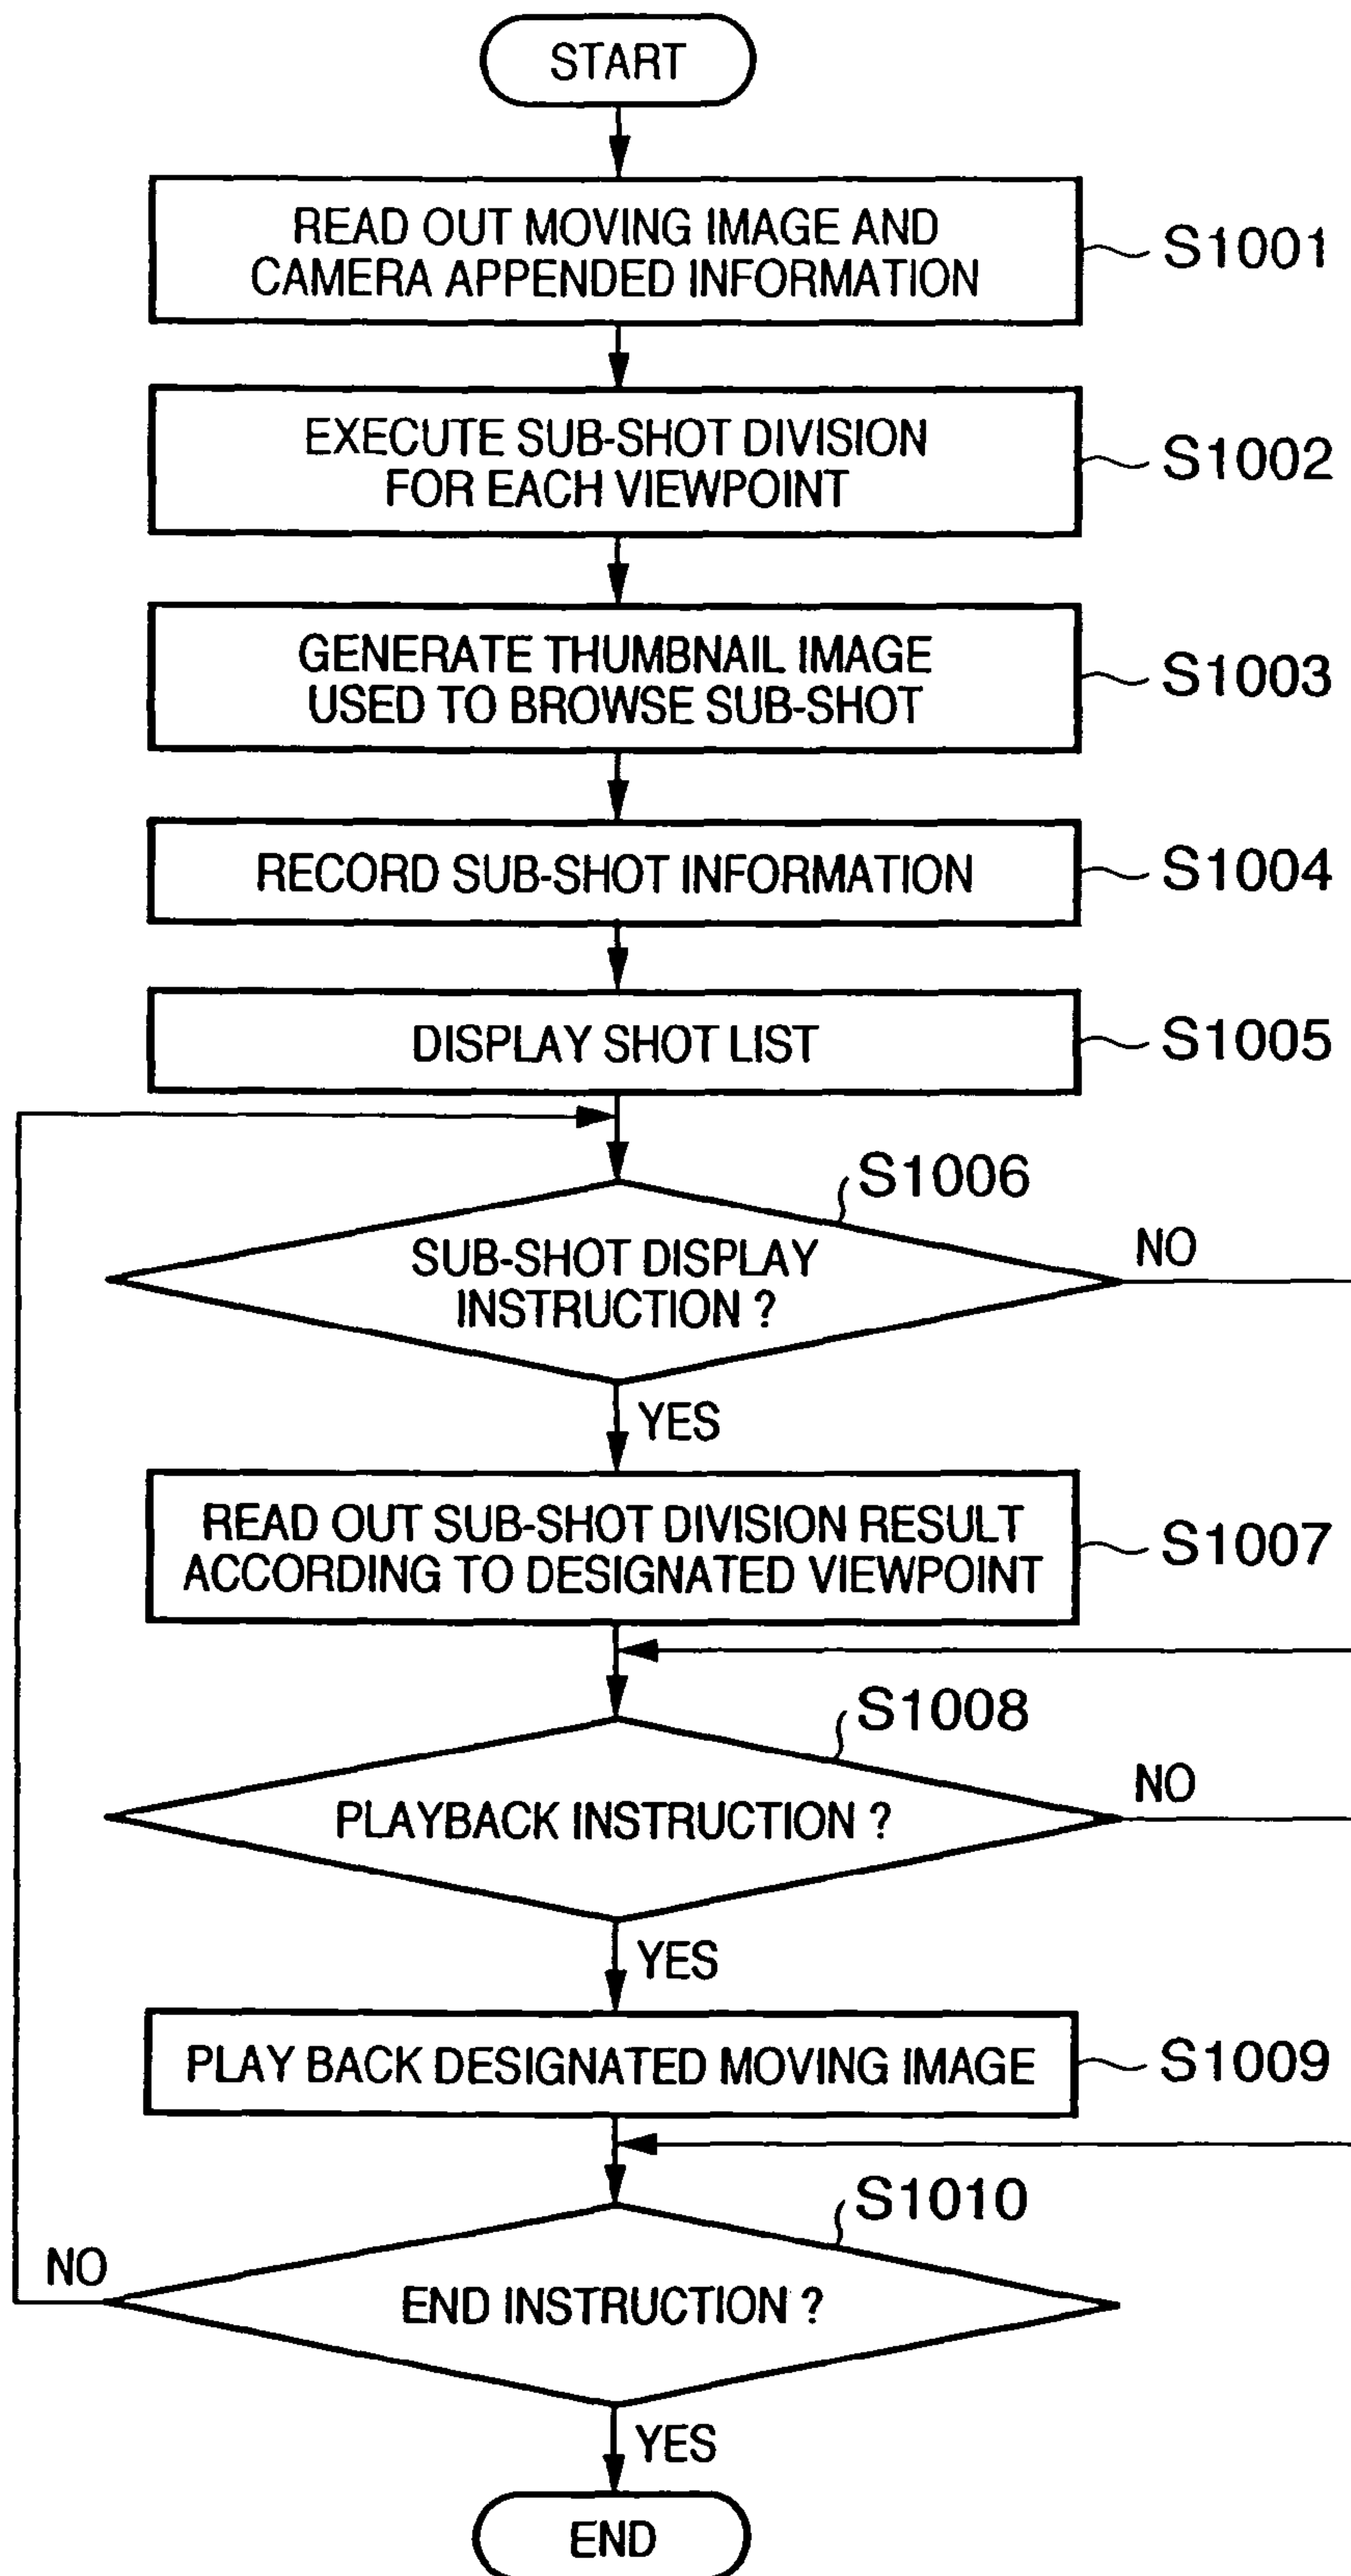 START
READ OUT MOVING IMAGE AND
CAMERA APPENDED INFORMATION
S1001
EXECUTE SUB-SHOT DIVISION
FOR EACH VIEWPOINT
S1002
GENERATE THUMBNAIL IMAGE
USED TO BROWSE SUB-SHOT
S1003
RECORD SUB-SHOT INFORMATION
S1004
DISPLAY SHOT LIST
S1005
S1006
SUB-SHOT DISPLAY
INSTRUCTION ?
NO
YES
READ OUT SUB-SHOT DIVISION RESULT
ACCORDING TO DESIGNATED VIEWPOINT
S1007
S1008
PLAYBACK INSTRUCTION ?
NO
YES
PLAY BACK DESIGNATED MOVING IMAGE
S1009
S1010
END INSTRUCTION ?
NO
YES
END